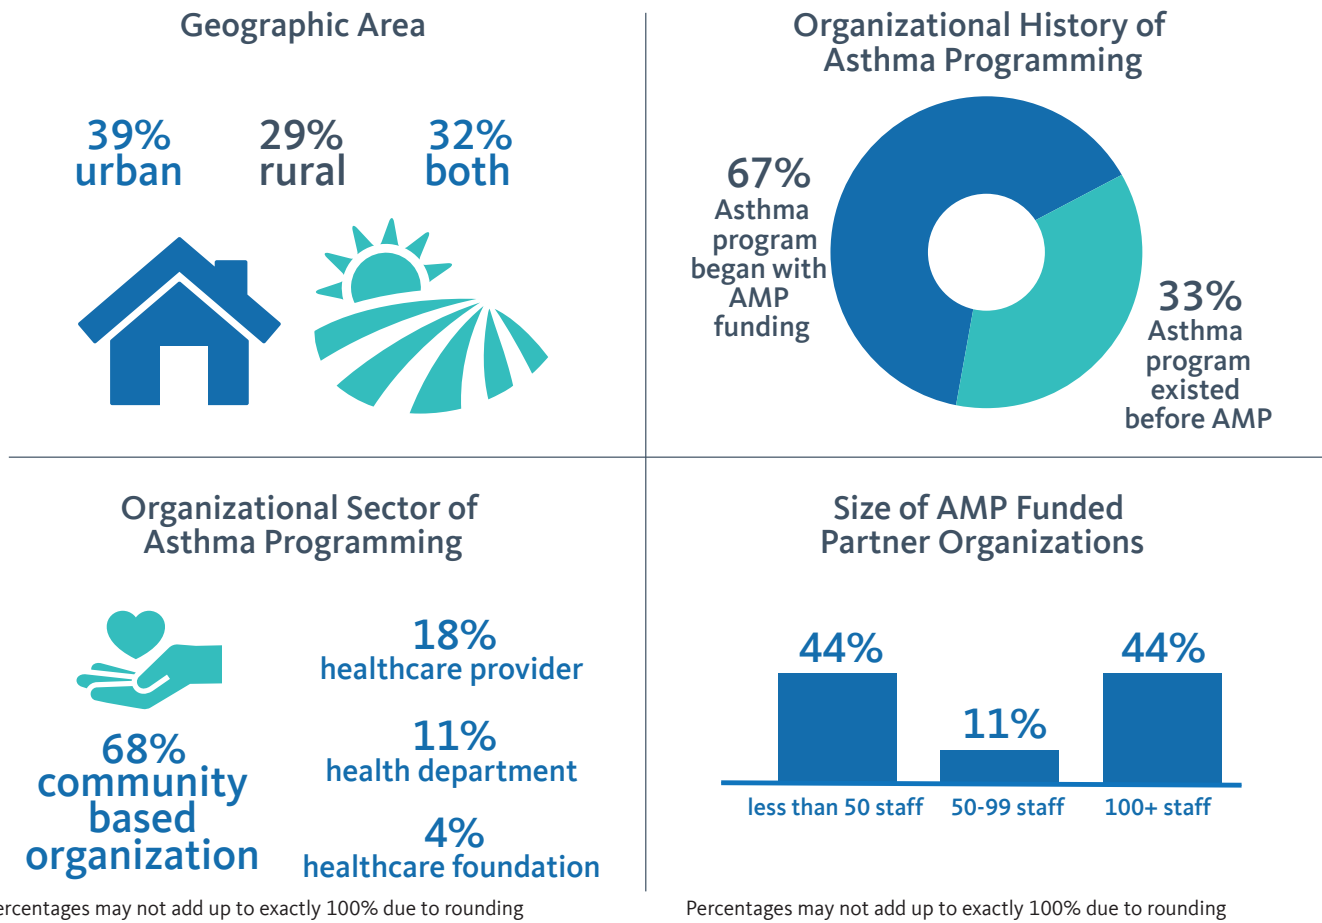 Geographic Area
39%
urban
29%
rural
32%
both
Organizational History of
Asthma Programming
67%
Asthma
program
began with
AMP
funding
33%
Asthma
program
existed
before AMP
Organizational Sector of
Asthma Programming
68%
community
based
organization
18%
healthcare provider
11%
health department
4%
healthcare foundation
ercentages may not add up to exactly 100% due to rounding
Size of AMP Funded
Partner Organizations
44%
11%
44%
less than 50 staff
50-99 staff
100+ staff
Percentages may not add up to exactly 100% due to rounding